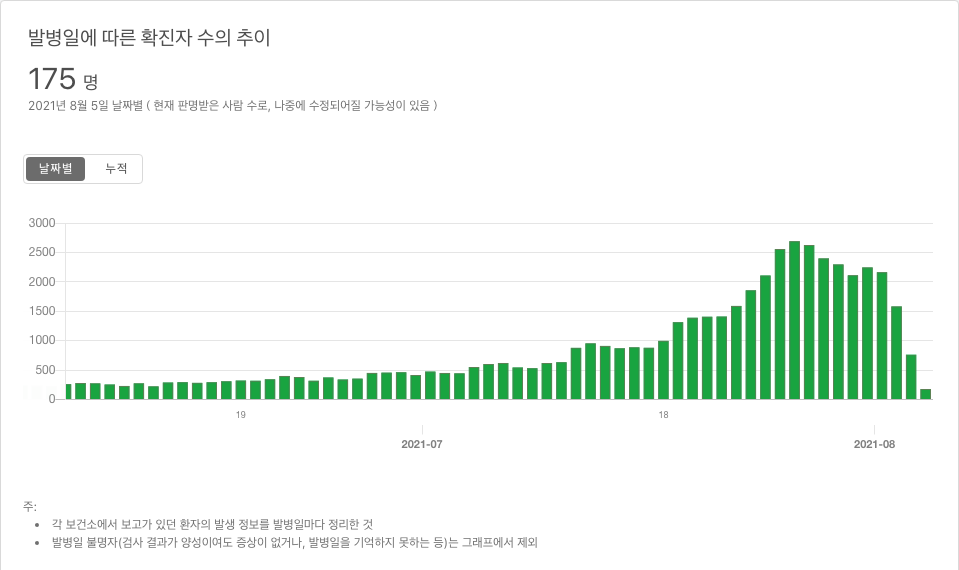 발병일에 따른 확진자 수의 추이
175 명
2021년 8월 5일 날짜별 ( 현재 판명받은 사람 수로, 나중에 수정되어질 가능성이 있음 )
날짜별 누적
3000
2500
2000
1500
1000
500
0
19 18
2021-07 2021-08
주:
• 각 보건소에서 보고가 있던 환자의 발생 정보를 발병일마다 정리한 것
• 발병일 불명자(검사 결과가 양성이여도 증상이 없거나, 발병일을 기억하지 못하는 등)는 그래프에서 제외